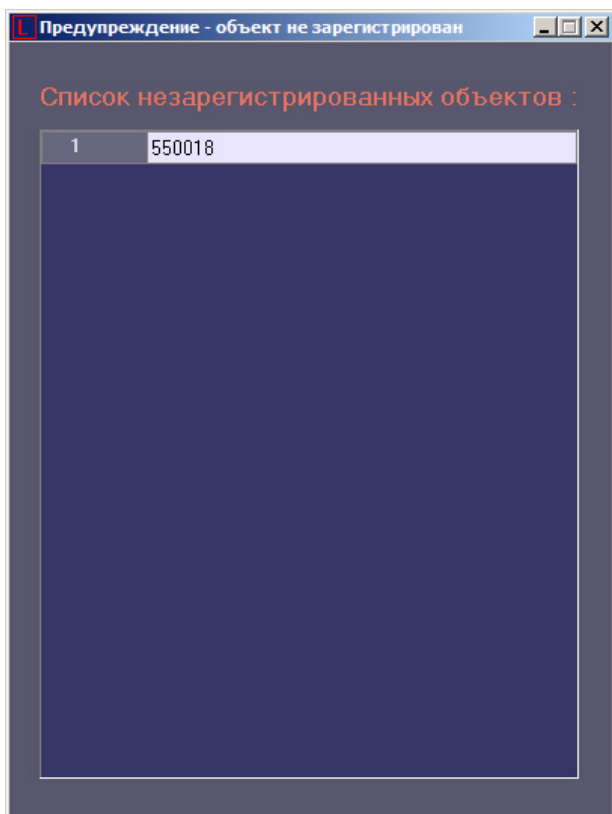 L Предупреждение - объект не зарегистрирован
Список незарегистрированных объектов :
1 550018